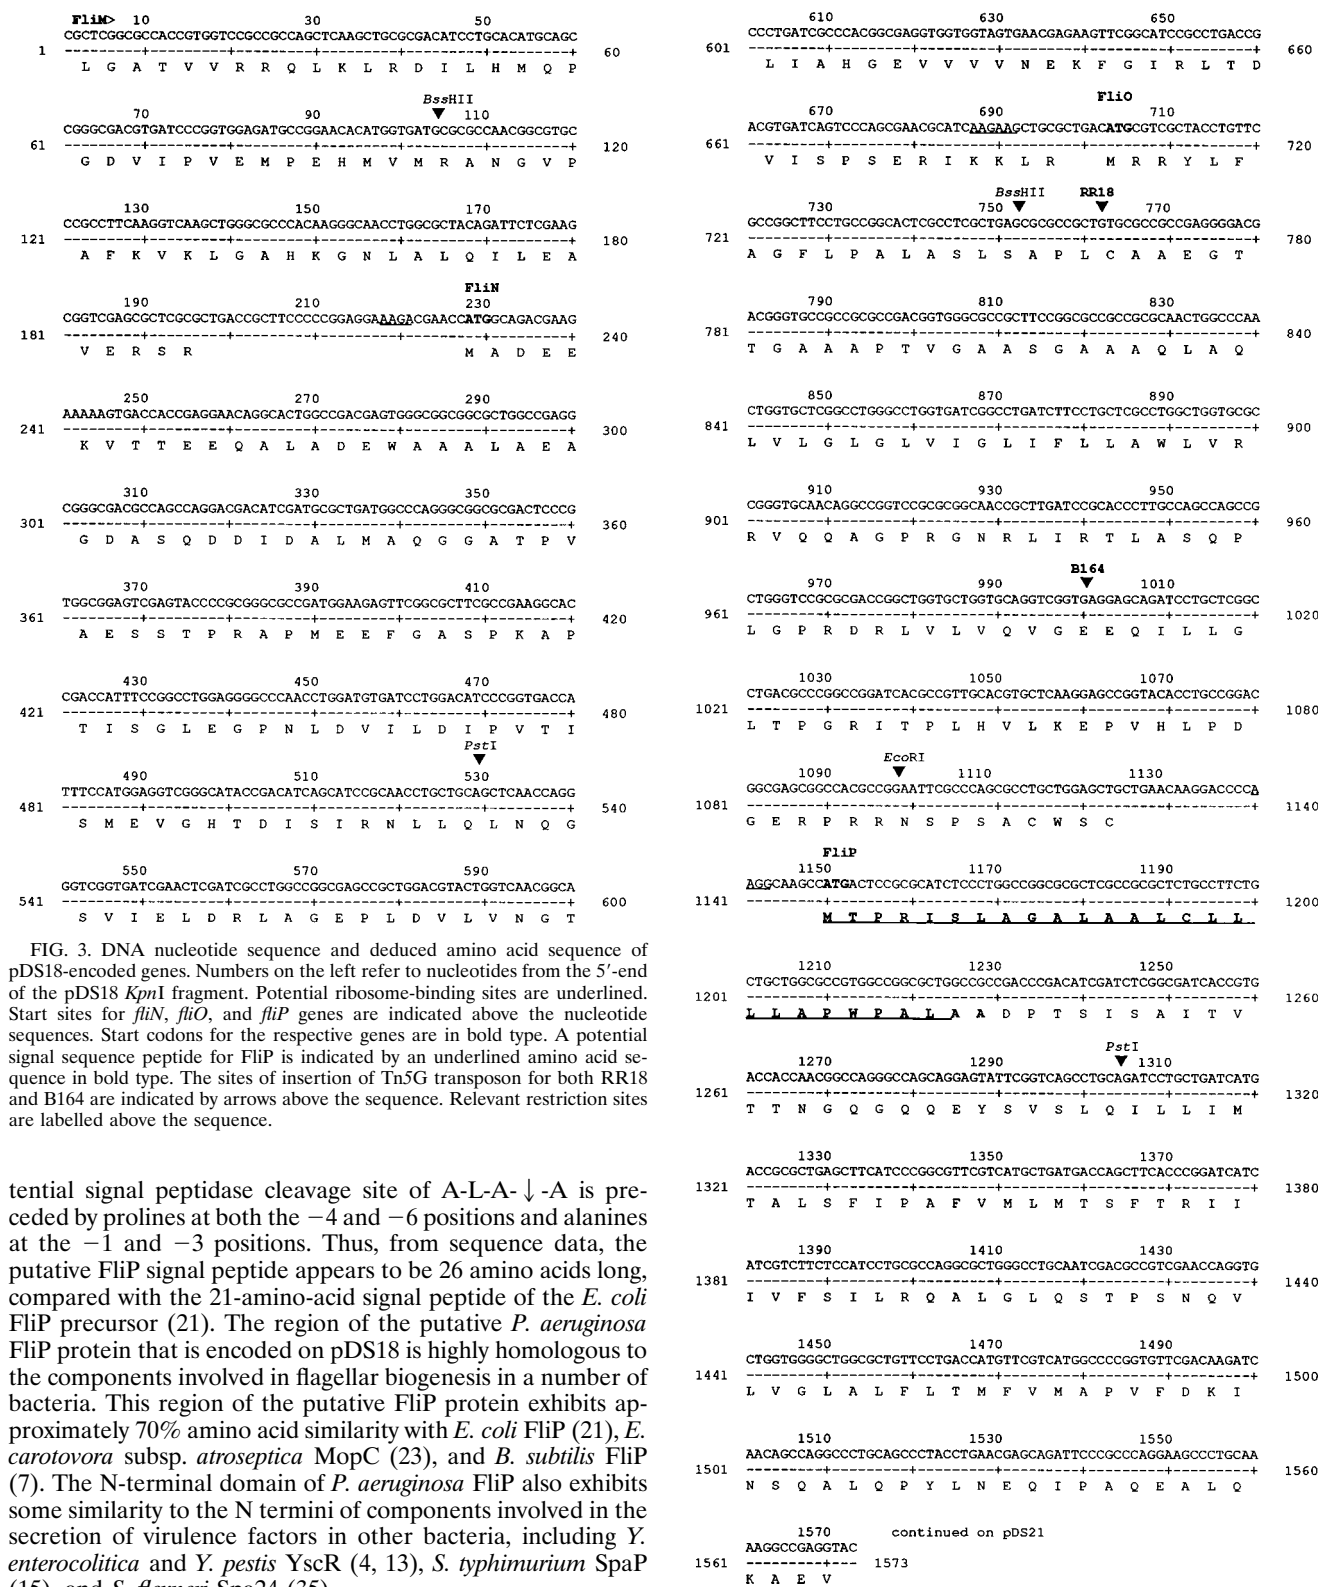 FliM> 10 30 50
CGCTCGGCGCCACCGTGGTCCGCCGCCAGCTCAAGCTGCGCGACATCCTGCACATGCAGC
1 ---------+---------+---------+---------+---------+---------+ 60
L G A T V V R R Q L K L R D I L H M Q P
BssHII
70 90 ▼ 110
CGGGCGACGTGATCCCGGTGGAGATGCCGGAACACATGGTGATGCGCGCCAACGGCGTGC
61 ---------+---------+---------+---------+---------+---------+ 120
G D V I P V E M P E H M V M R A N G V P
130 150 170
CCGCCTTCAAGGTCAAGCTGGGCGCCCACAAGGGCAACCTGGCGCTACAGATTCTCGAAG
121 ---------+---------+---------+---------+---------+---------+ 180
A F K V K L G A H K G N L A L Q I L E A
FliN
190 210 230
CGGTCGAGCGCTCGCGCTGACCGCTTCCCCCGGAGGAAAGACGAACCATGGCAGACGAAG
181 ---------+---------+---------+---------+---------+---------+ 240
V E R S R M A D E E
250 270 290
AAAAAGTGACCACCGAGGAACAGGCACTGGCCGACGAGTGGGCGGCGGCGCTGGCCGAGG
241 ---------+---------+---------+---------+---------+---------+ 300
K V T T E E Q A L A D E W A A A L A E A
310 330 350
CGGGCGACGCCAGCCAGGACGACATCGATGCGCTGATGGCCCAGGGCGGCGCGACTCCCG
301 ---------+---------+---------+---------+---------+---------+ 360
G D A S Q D D I D A L M A Q G G A T P V
370 390 410
TGGCGGAGTCGAGTACCCCGCGGGCGCCGATGGAAGAGTTCGGCGCTTCGCCGAAGGCAC
361 ---------+---------+---------+---------+---------+---------+ 420
A E S S T P R A P M E E F G A S P K A P
430 450 470
CGACCATTTCCGGCCTGGAGGGGCCCAACCTGGATGTGATCCTGGACATCCCGGTGACCA
421 ---------+---------+---------+---------+---------+---------+ 480
T I S G L E G P N L D V I L D I P V T I
PstI
▼
490 510 530
TTTCCATGGAGGTCGGGCATACCGACATCAGCATCCGCAACCTGCTGCAGCTCAACCAGG
481 ---------+---------+---------+---------+---------+---------+ 540
S M E V G H T D I S I R N L L Q L N Q G
550 570 590
GGTCGGTGATCGAACTCGATCGCCTGGCCGGCGAGCCGCTGGACGTACTGGTCAACGGCA
541 ---------+---------+---------+---------+---------+---------+ 600
S V I E L D R L A G E P L D V L V N G T
FIG. 3. DNA nucleotide sequence and deduced amino acid sequence of
pDS18-encoded genes. Numbers on the left refer to nucleotides from the 5′-end
of the pDS18 KpnI fragment. Potential ribosome-binding sites are underlined.
Start sites for fliN, fliO, and fliP genes are indicated above the nucleotide
sequences. Start codons for the respective genes are in bold type. A potential
signal sequence peptide for FliP is indicated by an underlined amino acid se-
quence in bold type. The sites of insertion of Tn5G transposon for both RR18
and B164 are indicated by arrows above the sequence. Relevant restriction sites
are labelled above the sequence.
tential signal peptidase cleavage site of A-L-A-↓-A is pre-
ceded by prolines at both the −4 and −6 positions and alanines
at the −1 and −3 positions. Thus, from sequence data, the
putative FliP signal peptide appears to be 26 amino acids long,
compared with the 21-amino-acid signal peptide of the E. coli
FliP precursor (21). The region of the putative P. aeruginosa
FliP protein that is encoded on pDS18 is highly homologous to
the components involved in flagellar biogenesis in a number of
bacteria. This region of the putative FliP protein exhibits ap-
proximately 70% amino acid similarity with E. coli FliP (21), E.
carotovora subsp. atroseptica MopC (23), and B. subtilis FliP
(7). The N-terminal domain of P. aeruginosa FliP also exhibits
some similarity to the N termini of components involved in the
secretion of virulence factors in other bacteria, including Y.
enterocolitica and Y. pestis YscR (4, 13), S. typhimurium SpaP
610 630 650
CCCTGATCGCCCACGGCGAGGTGGTGGTAGTGAACGAGAAGTTCGGCATCCGCCTGACCG
601 ---------+---------+---------+---------+---------+---------+ 660
L I A H G E V V V V N E K F G I R L T D
FliO
670 690 710
ACGTGATCAGTCCCAGCGAACGCATCAAGAAGCTGCGCTGACATGCGTCGCTACCTGTTC
661 ---------+---------+---------+---------+---------+---------+ 720
V I S P S E R I K K L R M R R Y L F
BssHII RR18
730 750 ▼ ▼ 770
GCCGGCTTCCTGCCGGCACTCGCCTCGCTGAGCGCGCCGCTGTGCGCCGCCGAGGGGACG
721 ---------+---------+---------+---------+---------+---------+ 780
A G F L P A L A S L S A P L C A A E G T
790 810 830
ACGGGTGCCGCCGCGCCGACGGTGGGCGCCGCTTCCGGCGCCGCCGCGCAACTGGCCCAA
781 ---------+---------+---------+---------+---------+---------+ 840
T G A A A P T V G A A S G A A A Q L A Q
850 870 890
CTGGTGCTCGGCCTGGGCCTGGTGATCGGCCTGATCTTCCTGCTCGCCTGGCTGGTGCGC
841 ---------+---------+---------+---------+---------+---------+ 900
L V L G L G L V I G L I F L L A W L V R
910 930 950
CGGGTGCAACAGGCCGGTCCGCGCGGCAACCGCTTGATCCGCACCCTTGCCAGCCAGCCG
901 ---------+---------+---------+---------+---------+---------+ 960
R V Q Q A G P R G N R L I R T L A S Q P
B164
970 990 ▼ 1010
CTGGGTCCGCGCGACCGGCTGGTGCTGGTGCAGGTCGGTGAGGAGCAGATCCTGCTCGGC
961 ---------+---------+---------+---------+---------+---------+ 1020
L G P R D R L V L V Q V G E E Q I L L G
1030 1050 1070
CTGACGCCCGGCCGGATCACGCCGTTGCACGTGCTCAAGGAGCCGGTACACCTGCCGGAC
1021 ---------+---------+---------+---------+---------+---------+ 1080
L T P G R I T P L H V L K E P V H L P D
EcoRI
1090 ▼ 1110 1130
GGCGAGCGGCCACGCCGGAATTCGCCCAGCGCCTGCTGGAGCTGCTGAACAAGGACCCCA
1081 ---------+---------+---------+---------+---------+---------+ 1140
G E R P R R N S P S A C W S C
FliP
1150 1170 1190
AGGCAAGCCATGACTCCGCGCATCTCCCTGGCCGGCGCGCTCGCCGCGCTCTGCCTTCTG
1141 ---------+---------+---------+---------+---------+---------+ 1200
M T P R I S L A G A L A A L C L L
1210 1230 1250
CTGCTGGCGCCGTGGCCGGCGCTGGCCGCCGACCCGACATCGATCTCGGCGATCACCGTG
1201 ---------+---------+---------+---------+---------+---------+ 1260
L L A P W P A L A A D P T S I S A I T V
PstI
1270 1290 ▼ 1310
ACCACCAACGGCCAGGGCCAGCAGGAGTATTCGGTCAGCCTGCAGATCCTGCTGATCATG
1261 ---------+---------+---------+---------+---------+---------+ 1320
T T N G Q G Q Q E Y S V S L Q I L L I M
1330 1350 1370
ACCGCGCTGAGCTTCATCCCGGCGTTCGTCATGCTGATGACCAGCTTCACCCGGATCATC
1321 ---------+---------+---------+---------+---------+---------+ 1380
T A L S F I P A F V M L M T S F T R I I
1390 1410 1430
ATCGTCTTCTCCATCCTGCGCCAGGCGCTGGGCCTGCAATCGACGCCGTCGAACCAGGTG
1381 ---------+---------+---------+---------+---------+---------+ 1440
I V F S I L R Q A L G L Q S T P S N Q V
1450 1470 1490
CTGGTGGGGCTGGCGCTGTTCCTGACCATGTTCGTCATGGCCCCGGTGTTCGACAAGATC
1441 ---------+---------+---------+---------+---------+---------+ 1500
L V G L A L F L T M F V M A P V F D K I
1510 1530 1550
AACAGCCAGGCCCTGCAGCCCTACCTGAACGAGCAGATTCCCGCCCAGGAAGCCCTGCAA
1501 ---------+---------+---------+---------+---------+---------+ 1560
N S Q A L Q P Y L N E Q I P A Q E A L Q
1570 continued on pDS21
AAGGCCGAGGTAC
1561 ---------+--- 1573
K A E V